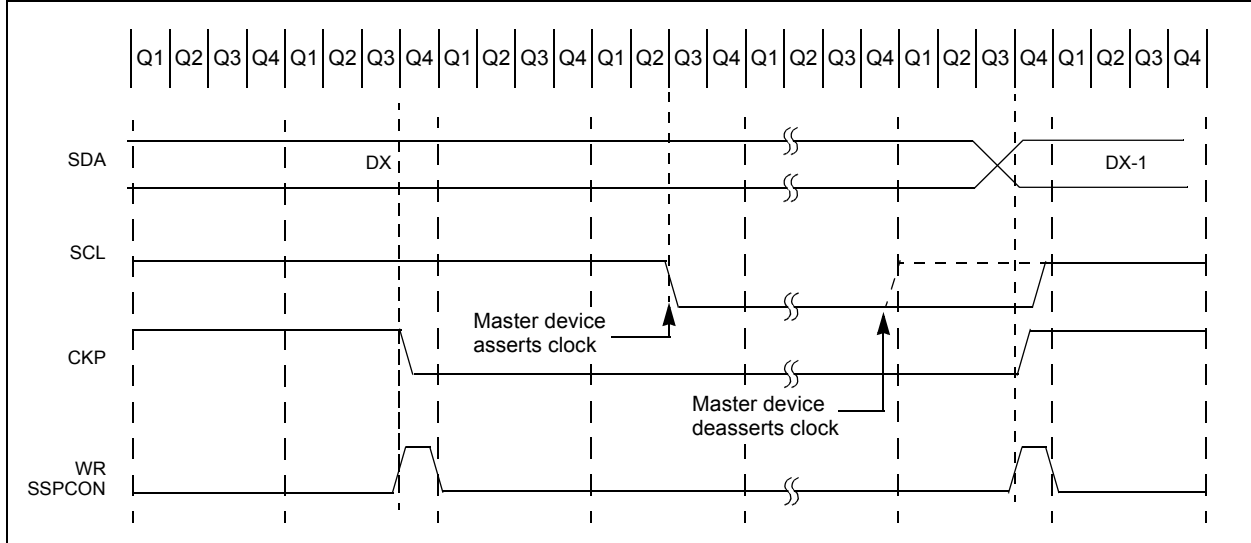 Q1 Q2 Q3 Q4 Q1 Q2 Q3 Q4 Q1 Q2 Q3 Q4 Q1 Q2 Q3 Q4 Q1 Q2 Q3 Q4 Q1 Q2 Q3 Q4 Q1 Q2 Q3 Q4
SDA
DX
DX-1
SCL
Master device
asserts clock
CKP
Master device
deasserts clock
WR
SSPCON